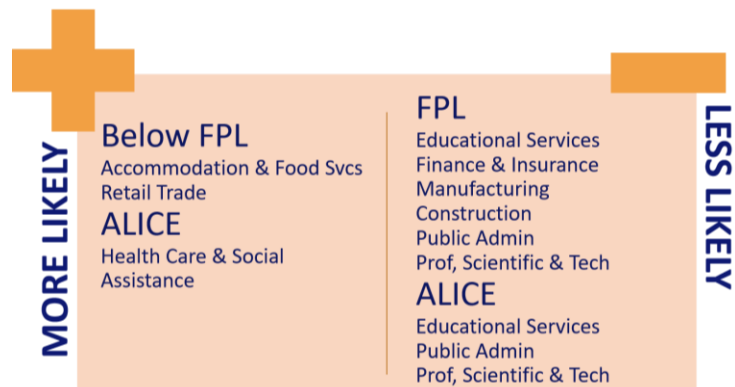 MORE LIKELY
Below FPL
Accommodation & Food Svcs
Retail Trade
ALICE
Health Care & Social
Assistance
FPL
Educational Services
Finance & Insurance
Manufacturing
Construction
Public Admin
Prof, Scientific & Tech
ALICE
Educational Services
Public Admin
Prof, Scientific & Tech
LESS LIKELY